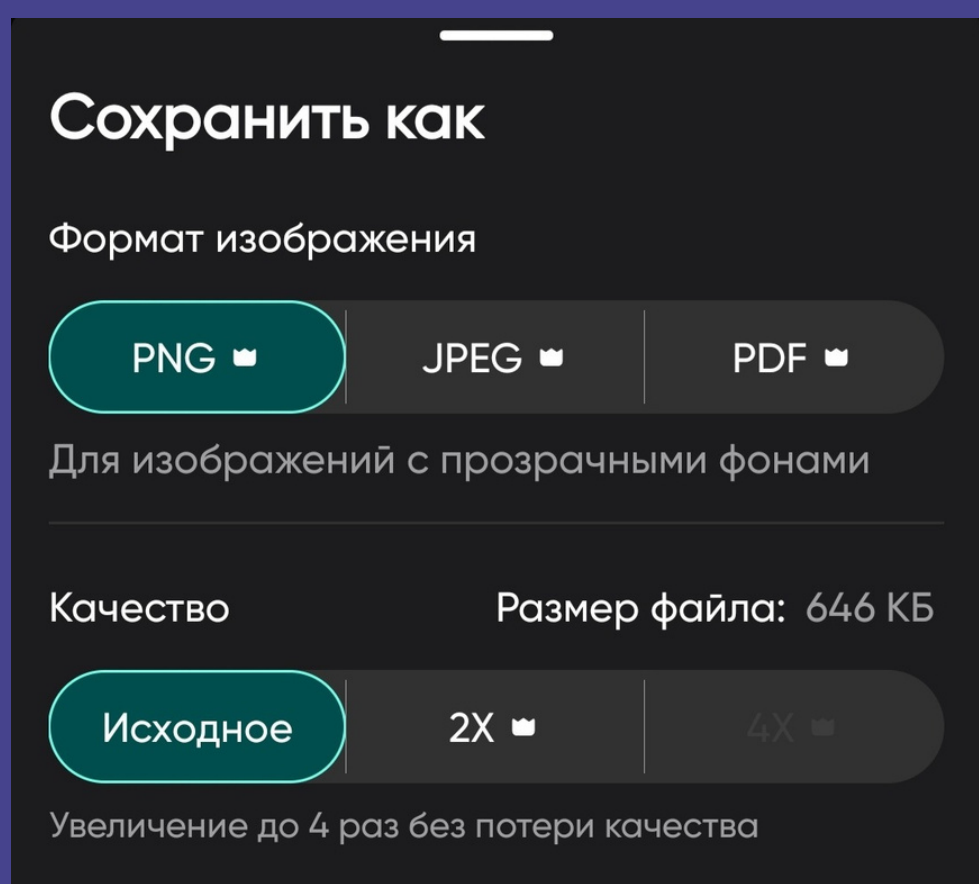 Сохранить как
Формат изображения
PNG JPEG PDF
Для изображений с прозрачными фонами
Качество Размер файла: 646 КБ
Исходное 2X 4X
Увеличение до 4 раз без потери качества